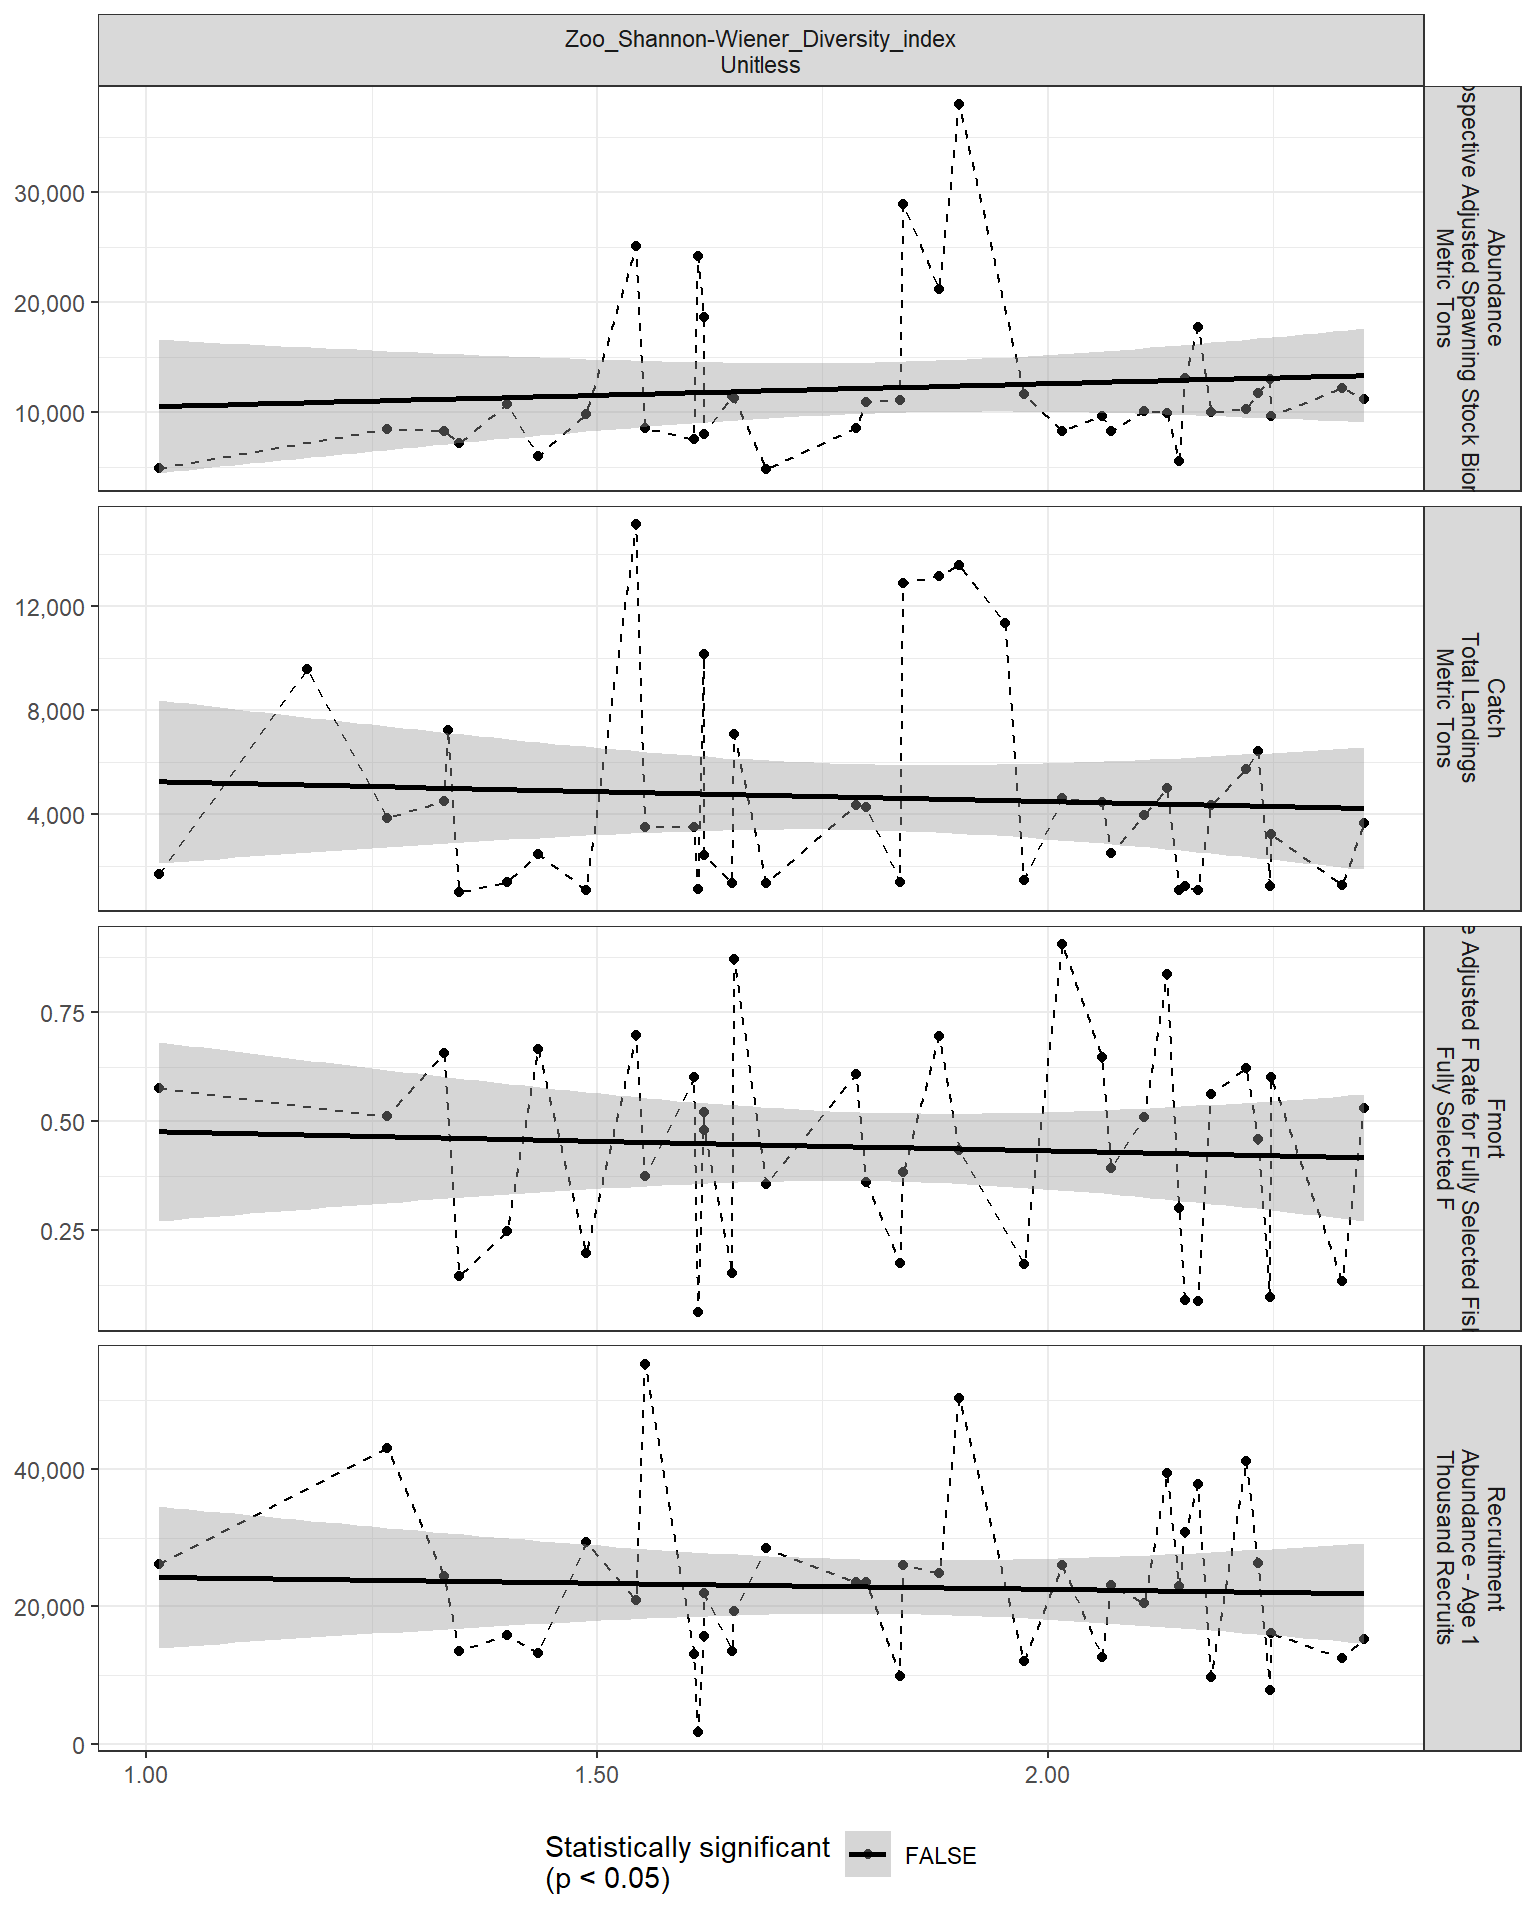 Zoo_Shannon-Wiener_Diversity_index
Unitless
30,000
20,000
10,000
Abundance
Adjusted Spawning Stock
Metric Tons
12,000
8,000
4,000
Catch
Total Landings
Metric Tons
0.75
0.50
0.25
Fmort
Adjusted F Rate for Fully Selected
Fully Selected F
40,000
20,000
0
Recruitment
Abundance - Age 1
Thousand Recruits
1.00
1.50
2.00
Statistically significant
(p < 0.05)
FALSE